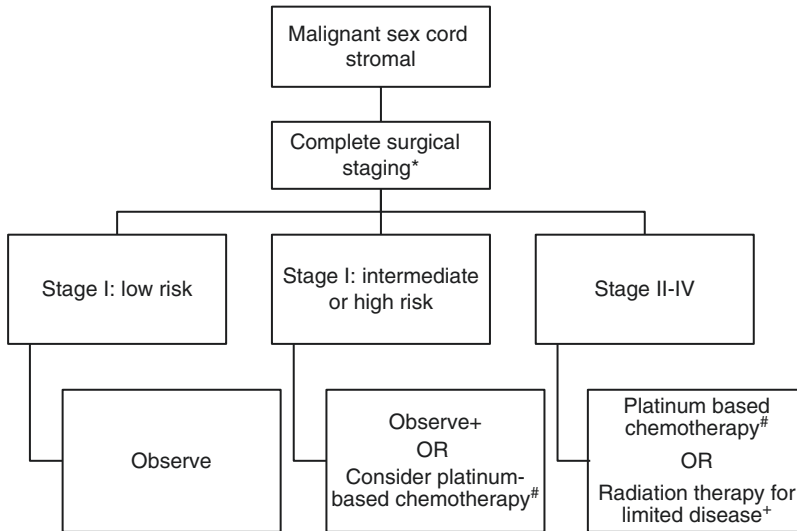 Malignant sex cord
stromal
Complete surgical
staging*
Stage I: low risk
Stage I: intermediate
or high risk
Stage II-IV
Observe
Observe+
OR
Consider platinum-
based chemotherapy#
Platinum based
chemotherapy#
OR
Radiation therapy for
limited disease+